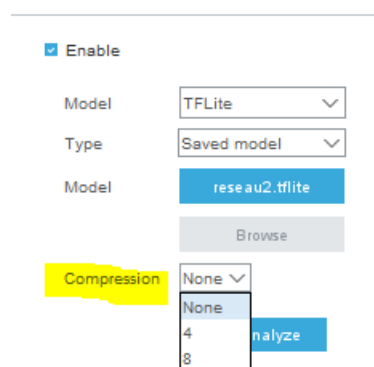 Enable
Model TFLite
Type Saved model
Model reseau2.tflite
Browse
Compression None
None
4 nalyze
8